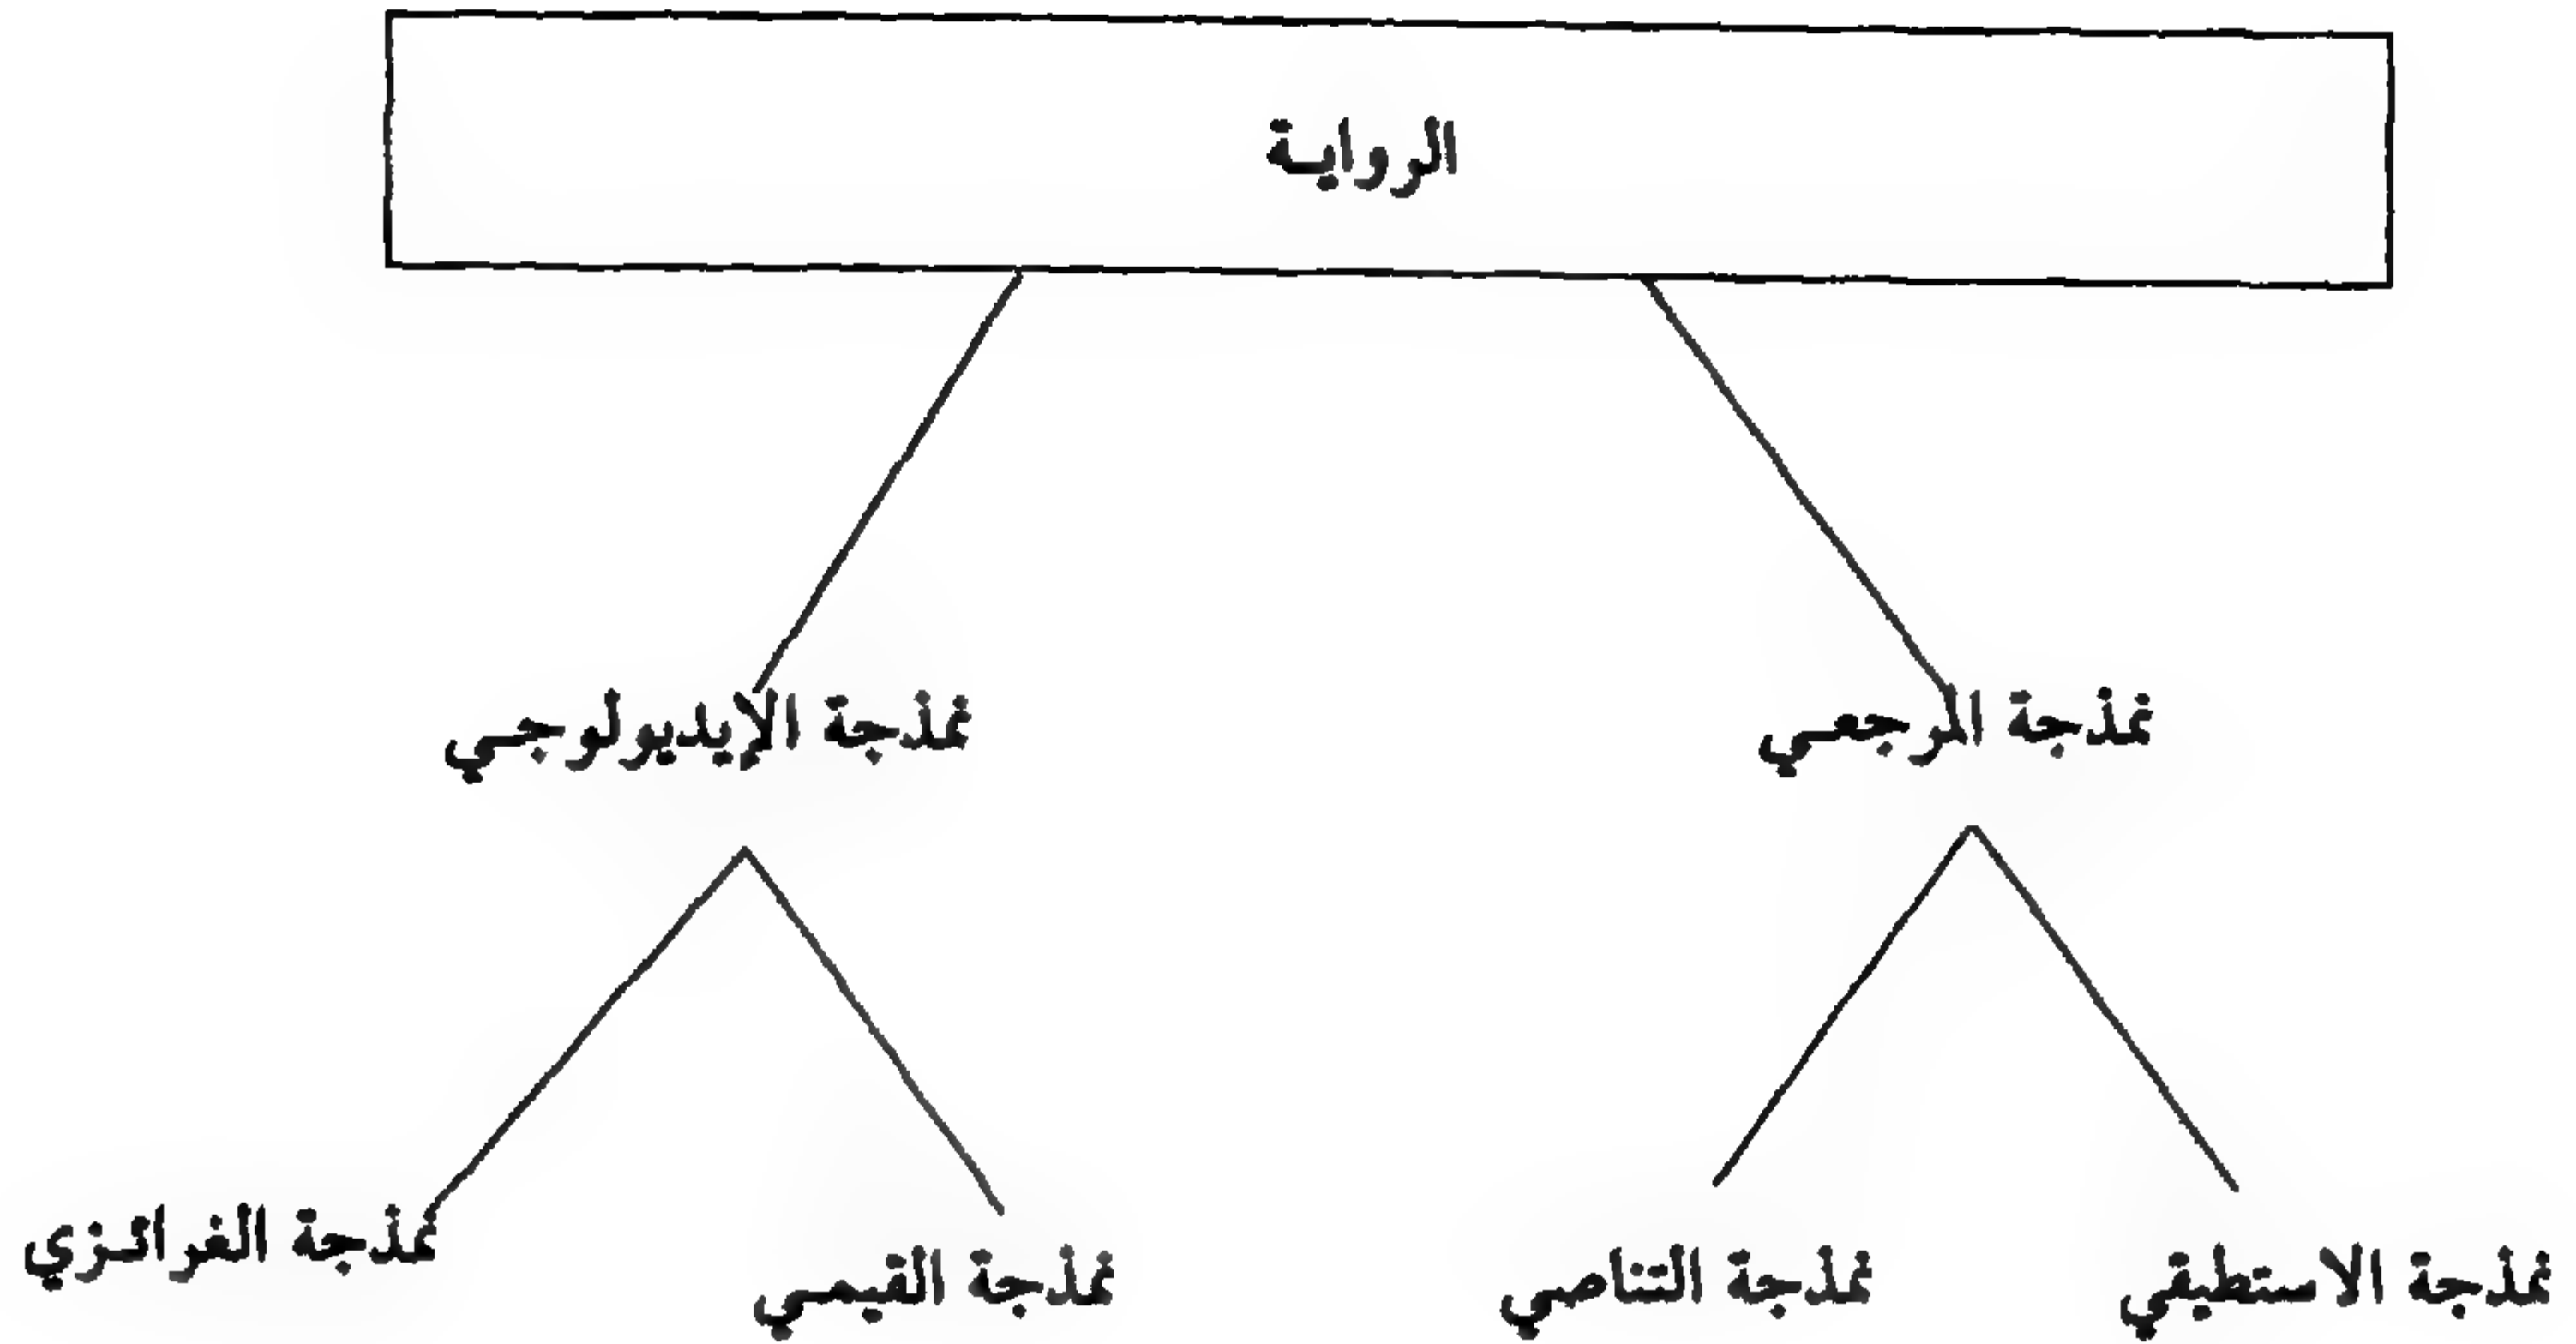 الرواية
نمذجة المرجعي
نمذجة الإيديولوجي
نمذجة الاستطيقي
نمذجة التناصي
نمذجة القيمي
نمذجة الغرائزي